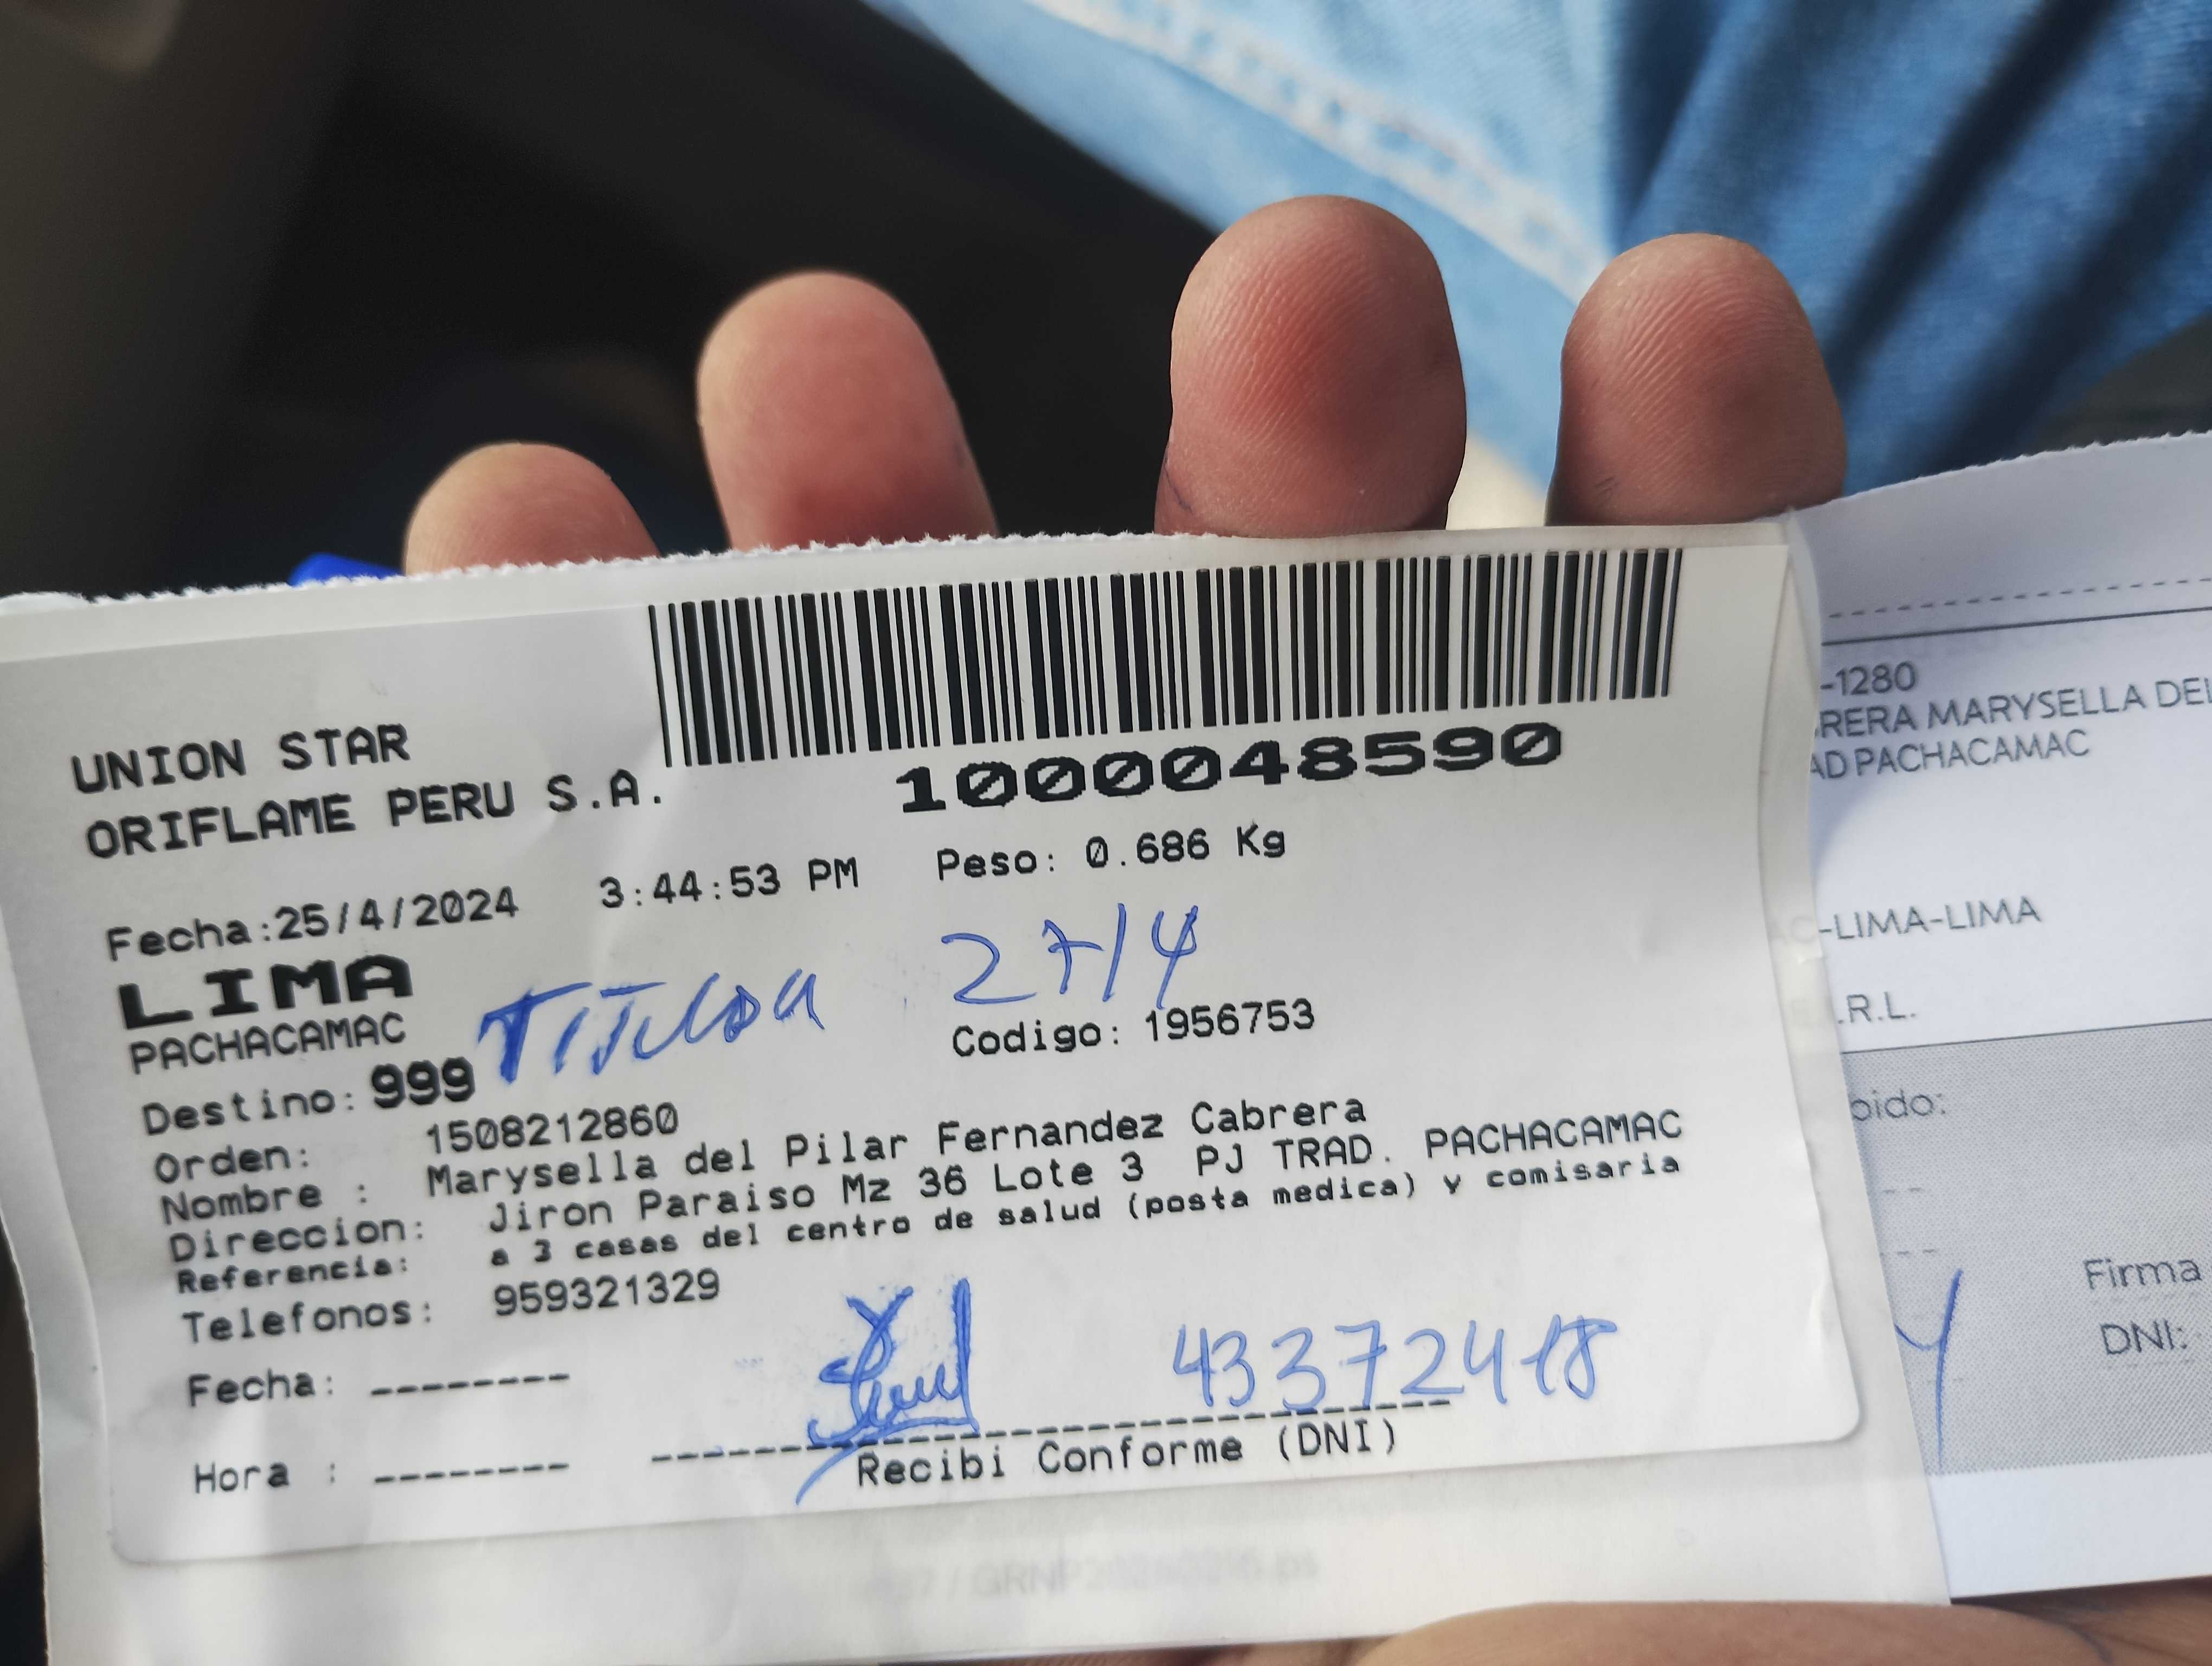 UNION STAR
ORIFLAME PERU S.A.
1000048590
Fecha:25/4/2024 3:44:53 PM Peso: 0.686 Kg
LIMA
PACHACAMAC
TITULAR 27/4
Destino: 999 Codigo: 1956753
Orden: 1508212860
Nombre : Marysella del Pilar Fernandez Cabrera
Direccion: Jiron Paraiso Mz 36 Lote 3 PJ TRAD. PACHACAMAC
Referencia: a 3 casas del centro de salud (posta medica) y comisaria
Telefonos: 959321329
Fecha: --------
43372418
Hora : --------
Recibi Conforme (DNI)
-1280
RERA MARYSELLA DEL
AD PACHACAMAC
-LIMA-LIMA
.R.L.
bido:
Firma
DNI: